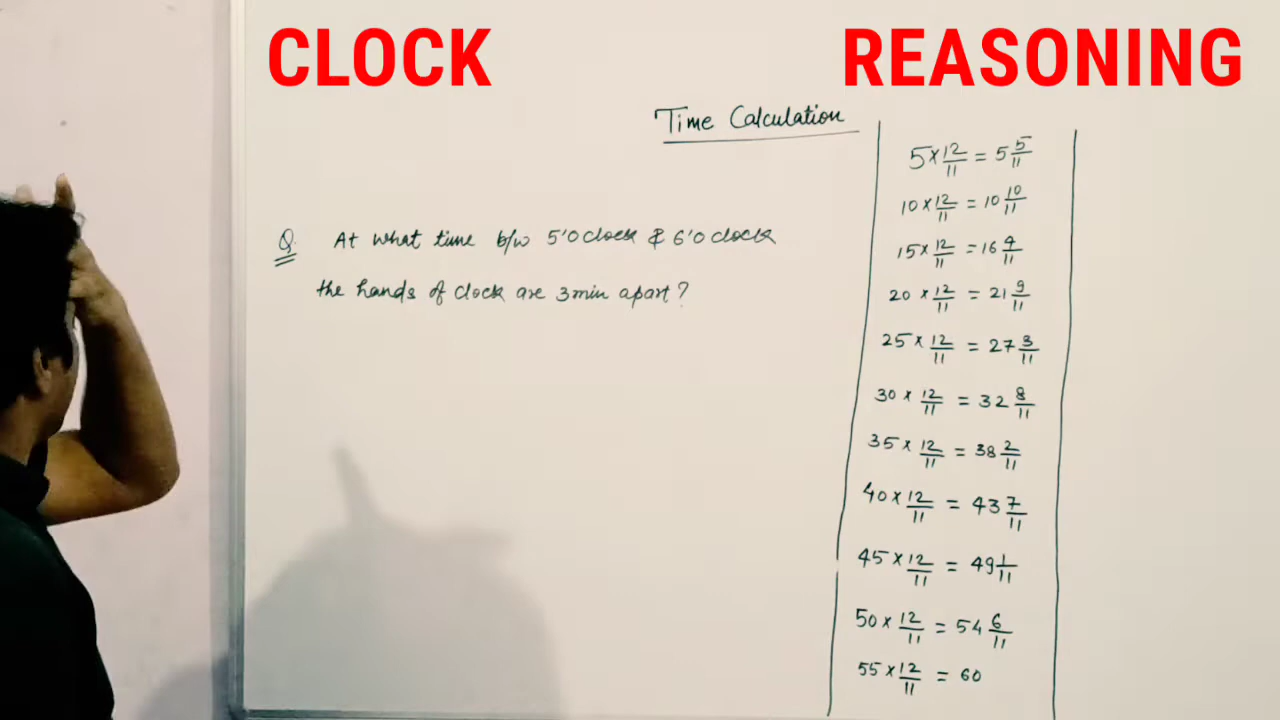 CLOCK REASONING
Time Calculation
Q. At what time b/w 5'O clock & 6'O clock
the hands of clock are 3 min apart?
5 × 12/11 = 5 5/11
10 × 12/11 = 10 10/11
15 × 12/11 = 16 4/11
20 × 12/11 = 21 9/11
25 × 12/11 = 27 3/11
30 × 12/11 = 32 8/11
35 × 12/11 = 38 2/11
40 × 12/11 = 43 7/11
45 × 12/11 = 49 1/11
50 × 12/11 = 54 6/11
55 × 12/11 = 60